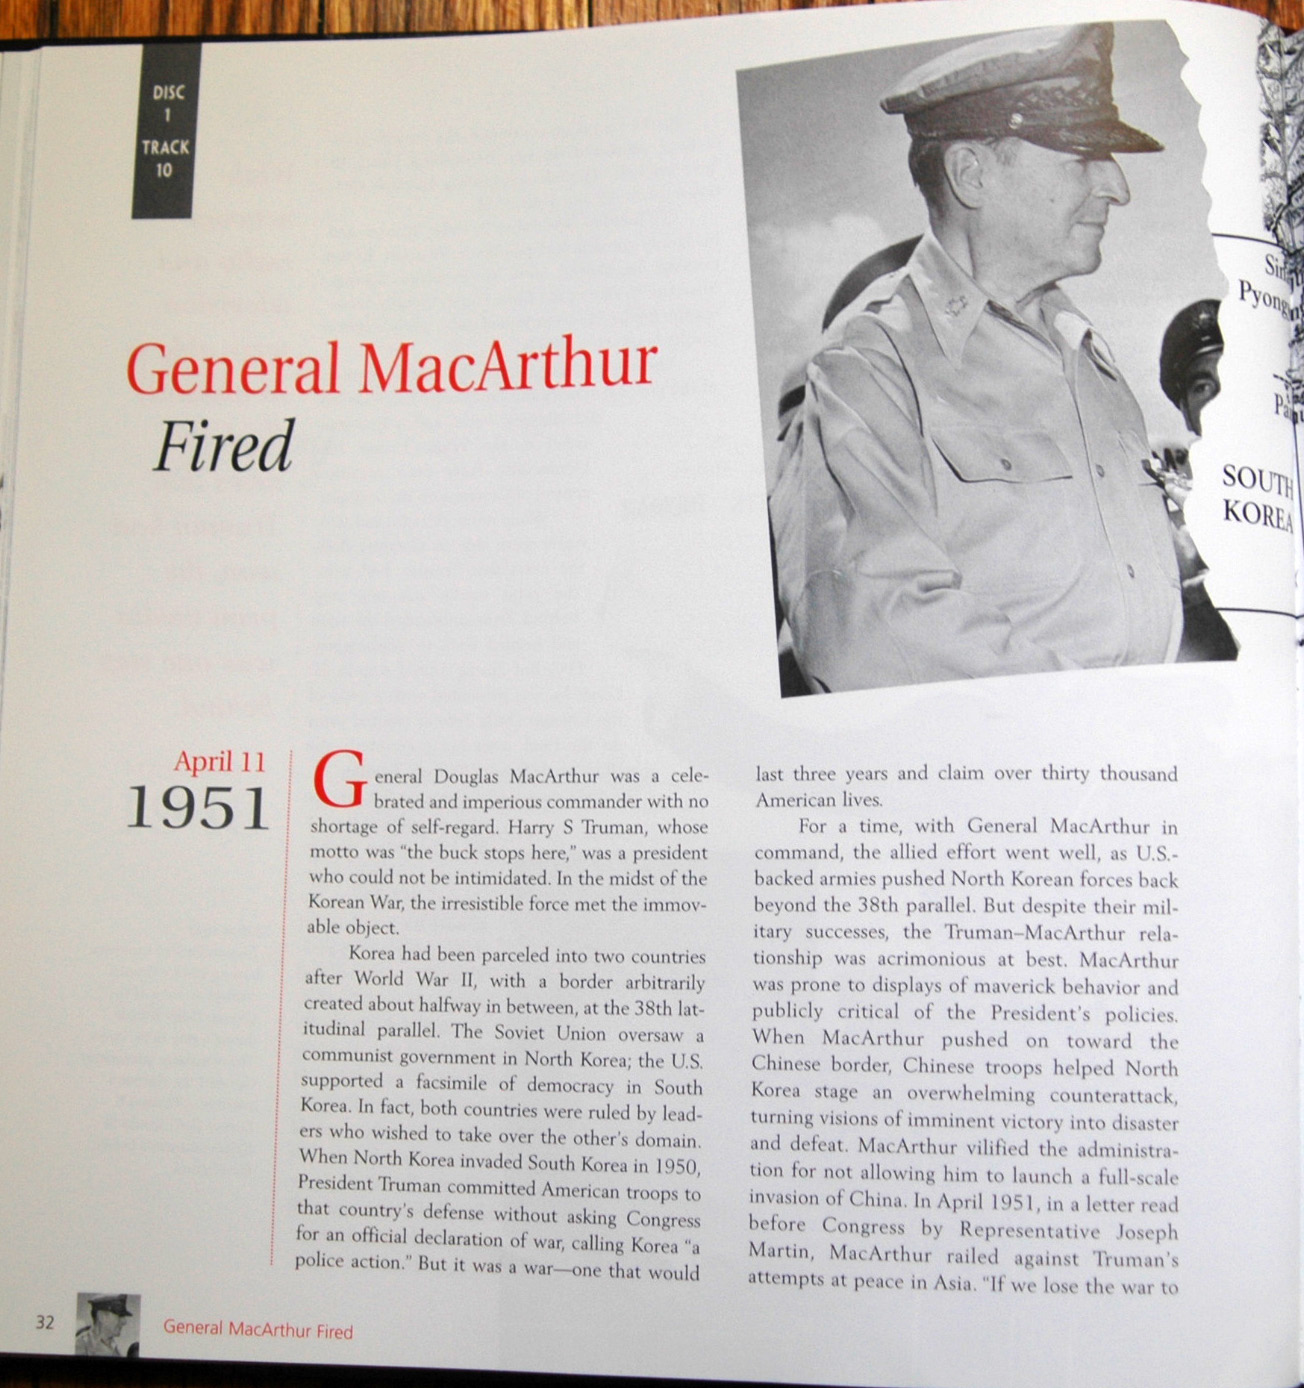 DISC
1
TRACK
10
General MacArthur
Fired
SOUTH
KOREA
April 11
1951
General Douglas MacArthur was a cele-
brated and imperious commander with no
shortage of self-regard. Harry S Truman, whose
motto was “the buck stops here,” was a president
who could not be intimidated. In the midst of the
Korean War, the irresistible force met the immov-
able object.
Korea had been parceled into two countries
after World War II, with a border arbitrarily
created about halfway in between, at the 38th lat-
itudinal parallel. The Soviet Union oversaw a
communist government in North Korea; the U.S.
supported a facsimile of democracy in South
Korea. In fact, both countries were ruled by lead-
ers who wished to take over the other’s domain.
When North Korea invaded South Korea in 1950,
President Truman committed American troops to
that country’s defense without asking Congress
for an official declaration of war, calling Korea “a
police action.” But it was a war—one that would
last three years and claim over thirty thousand
American lives.
For a time, with General MacArthur in
command, the allied effort went well, as U.S.-
backed armies pushed North Korean forces back
beyond the 38th parallel. But despite their mil-
itary successes, the Truman–MacArthur rela-
tionship was acrimonious at best. MacArthur
was prone to displays of maverick behavior and
publicly critical of the President’s policies.
When MacArthur pushed on toward the
Chinese border, Chinese troops helped North
Korea stage an overwhelming counterattack,
turning visions of imminent victory into disaster
and defeat. MacArthur vilified the administra-
tion for not allowing him to launch a full-scale
invasion of China. In April 1951, in a letter read
before Congress by Representative Joseph
Martin, MacArthur railed against Truman’s
attempts at peace in Asia. “If we lose the war to
32
General MacArthur Fired